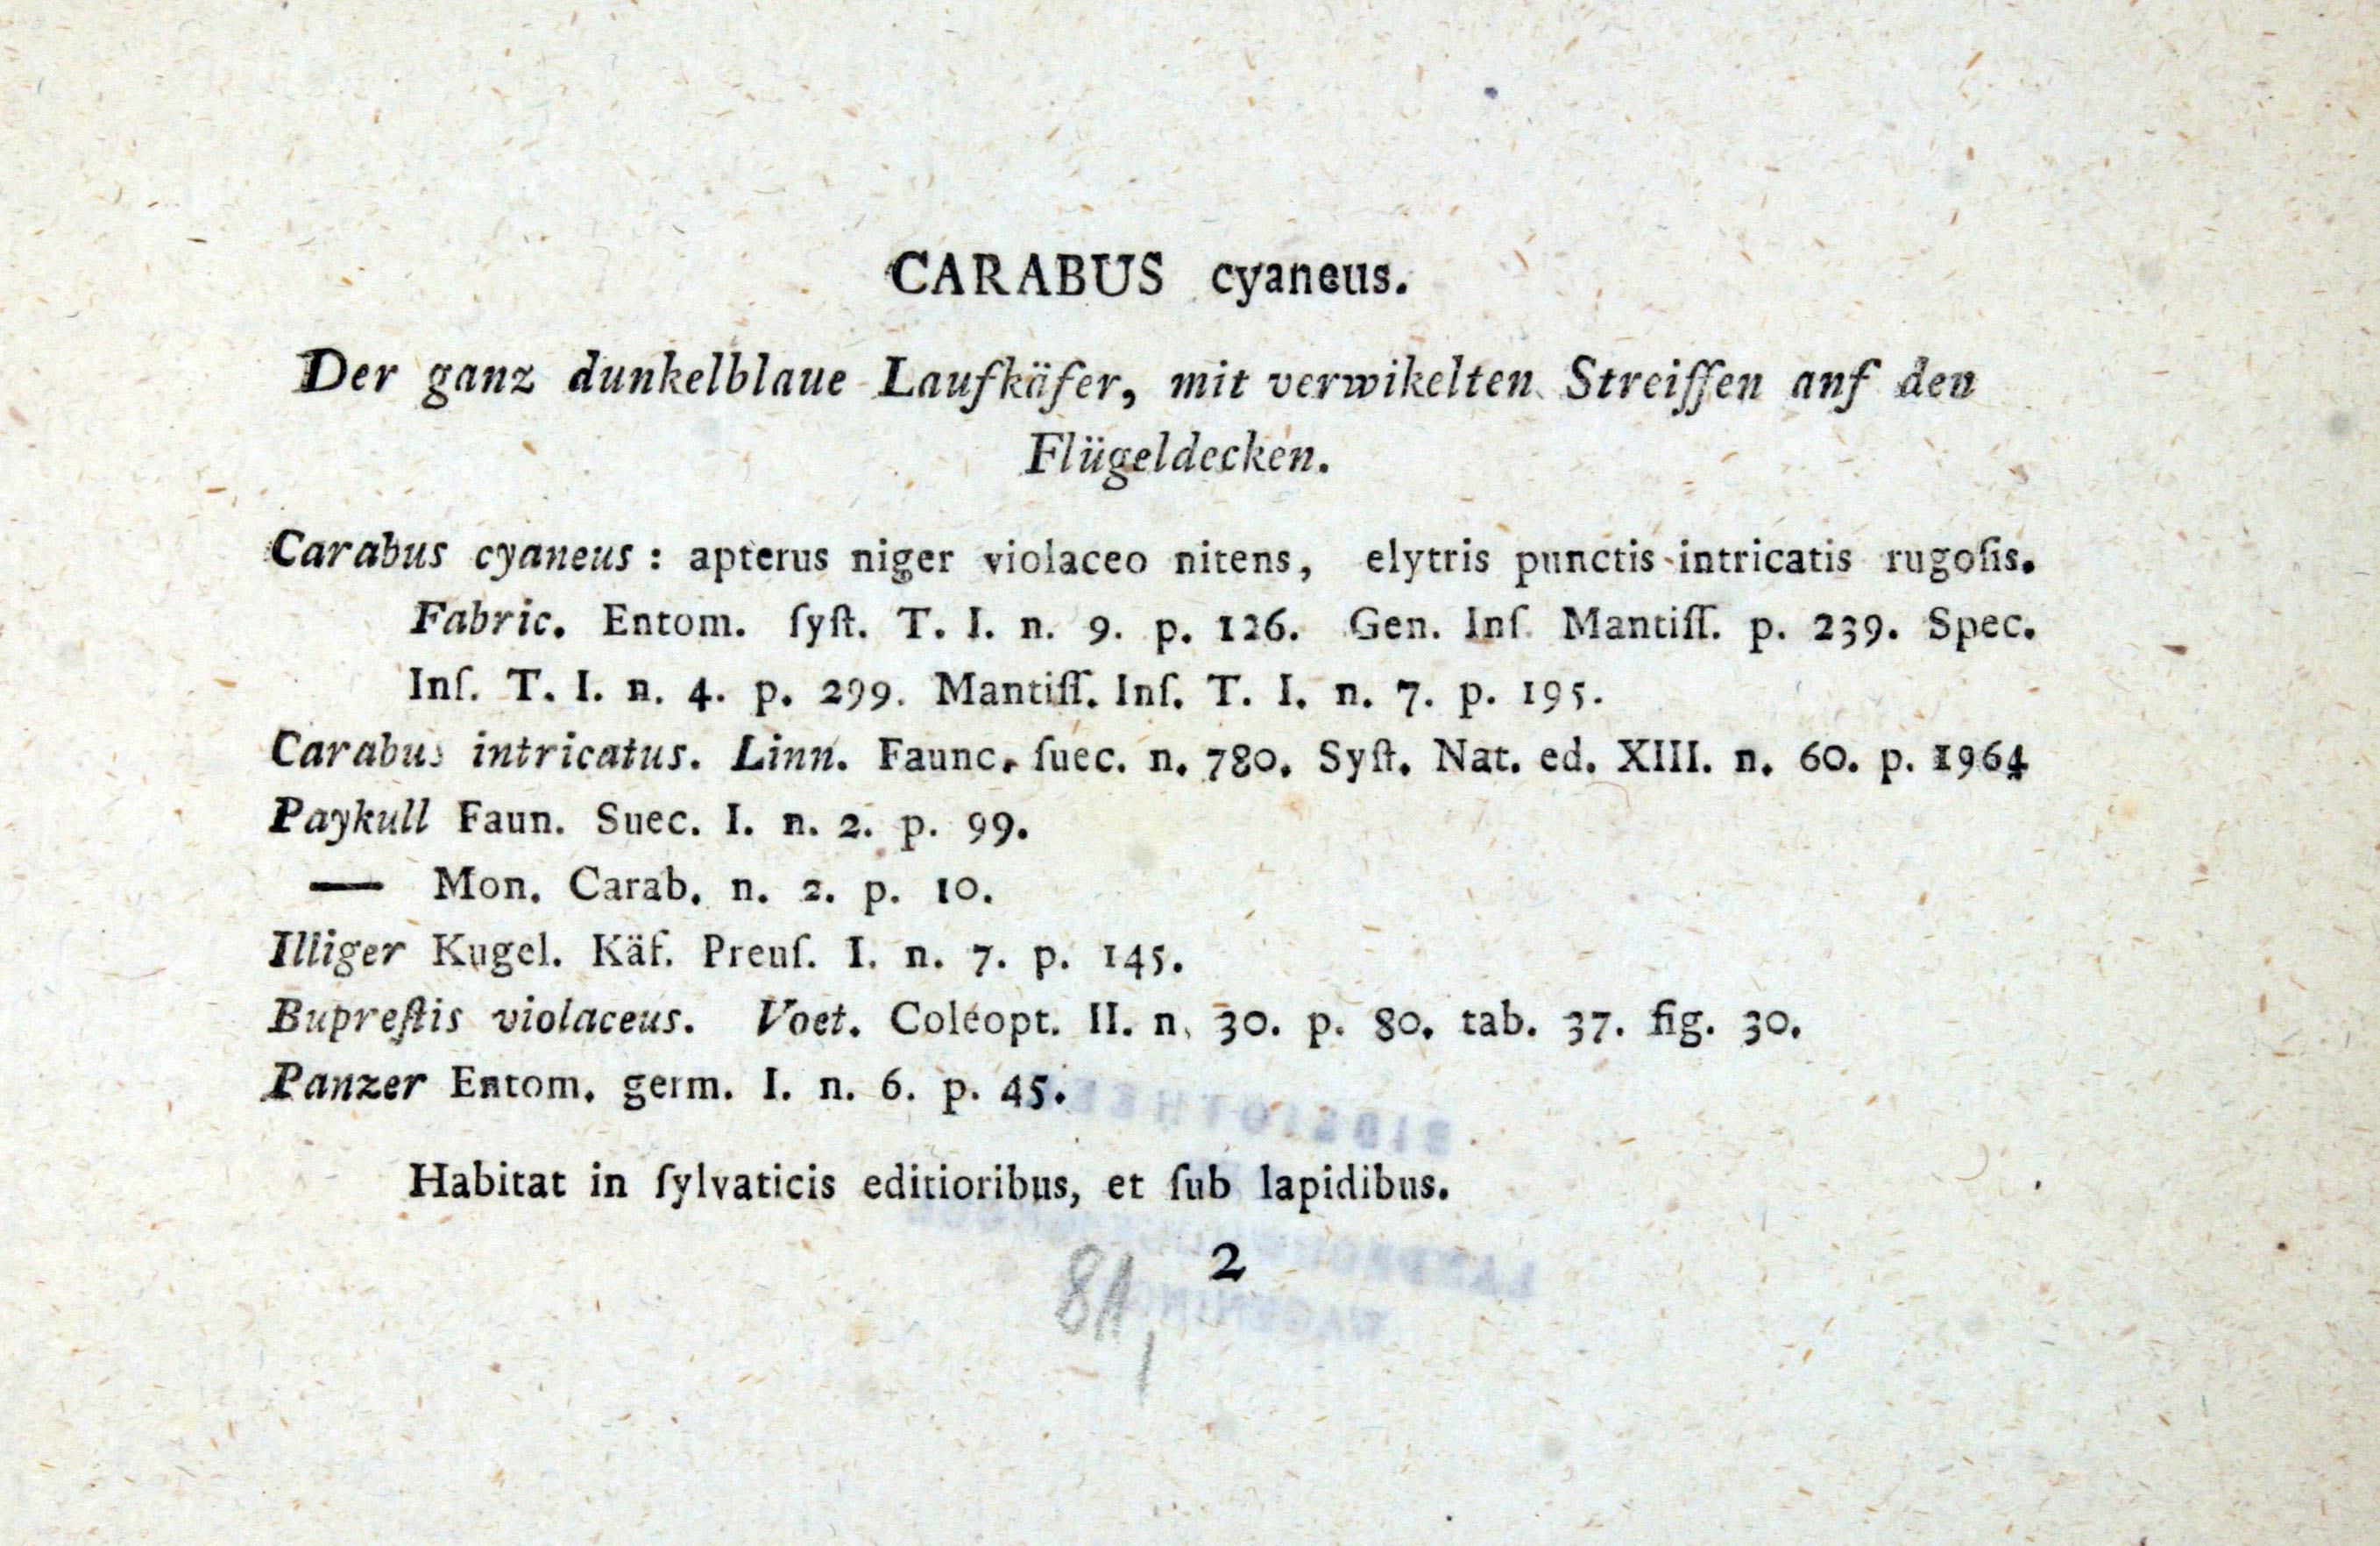 CARABUS cyaneus.
Der ganz dunkelblaue Laufkäfer, mit verwikelten Streiſſen anf den
Flügeldecken.
Carabus cyaneus: apterus niger violaceo nitens, elytris punctis intricatis rugoſis.
Fabric. Entom. ſyſt. T. I. n. 9. p. 126. Gen. Inſ. Mantiſſ. p. 239. Spec.
Inſ. T. I. n. 4. p. 299. Mantiſſ. Inſ. T. I. n. 7. p. 195.
Carabus intricatus. Linn. Faunc. ſuec. n. 780. Syſt. Nat. ed. XIII. n. 60. p. 1964
Paykull Faun. Suec. I. n. 2. p. 99.
— Mon. Carab. n. 2. p. 10.
Illiger Kugel. Käf. Preuſ. I. n. 7. p. 145.
Bupreſtis violaceus. Voet. Coleopt. II. n. 30. p. 80. tab. 37. fig. 30.
Panzer Entom. germ. I. n. 6. p. 45.
BIBLIOTHEEK
Habitat in ſylvaticis editioribus, et ſub lapidibus.
2